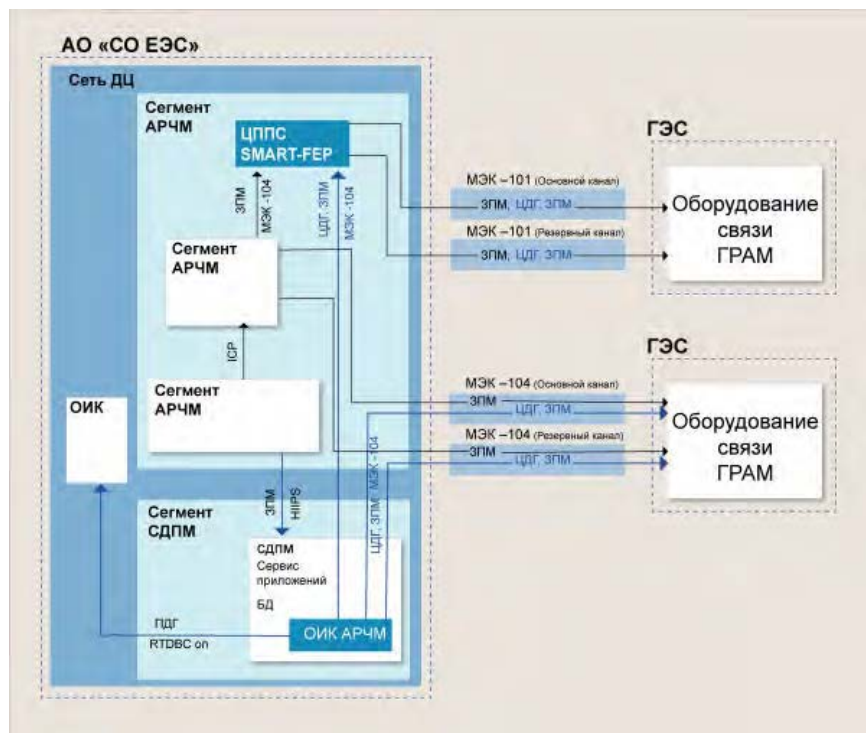 АО «СО ЕЭС»
Сеть ДЦ
Сегмент
АРЧМ
ЦППС
SMART-FEP
ЗПМ
МЭК -104
ЦДГ, ЗПМ
МЭК -104
Сегмент
АРЧМ
ICP
Сегмент
АРЧМ
ОИК
ЗПМ
HIIPS
ЦДГ, ЗПМ; МЭК -104
Сегмент
СДПМ
СДПМ
Сервис
приложений
БД
ОИК АРЧМ
ПДГ
RTDBC on
МЭК –101 (Основной канал)
ЗПМ; ЦДГ, ЗПМ
МЭК –101 (Резервный канал)
ЗПМ; ЦДГ, ЗПМ
ГЭС
Оборудование
связи
ГРАМ
МЭК –104 (Основной канал)
ЗПМ
ЦДГ, ЗПМ
МЭК –104 (Резервный канал)
ЗПМ
ЦДГ, ЗПМ
ГЭС
Оборудование
связи
ГРАМ